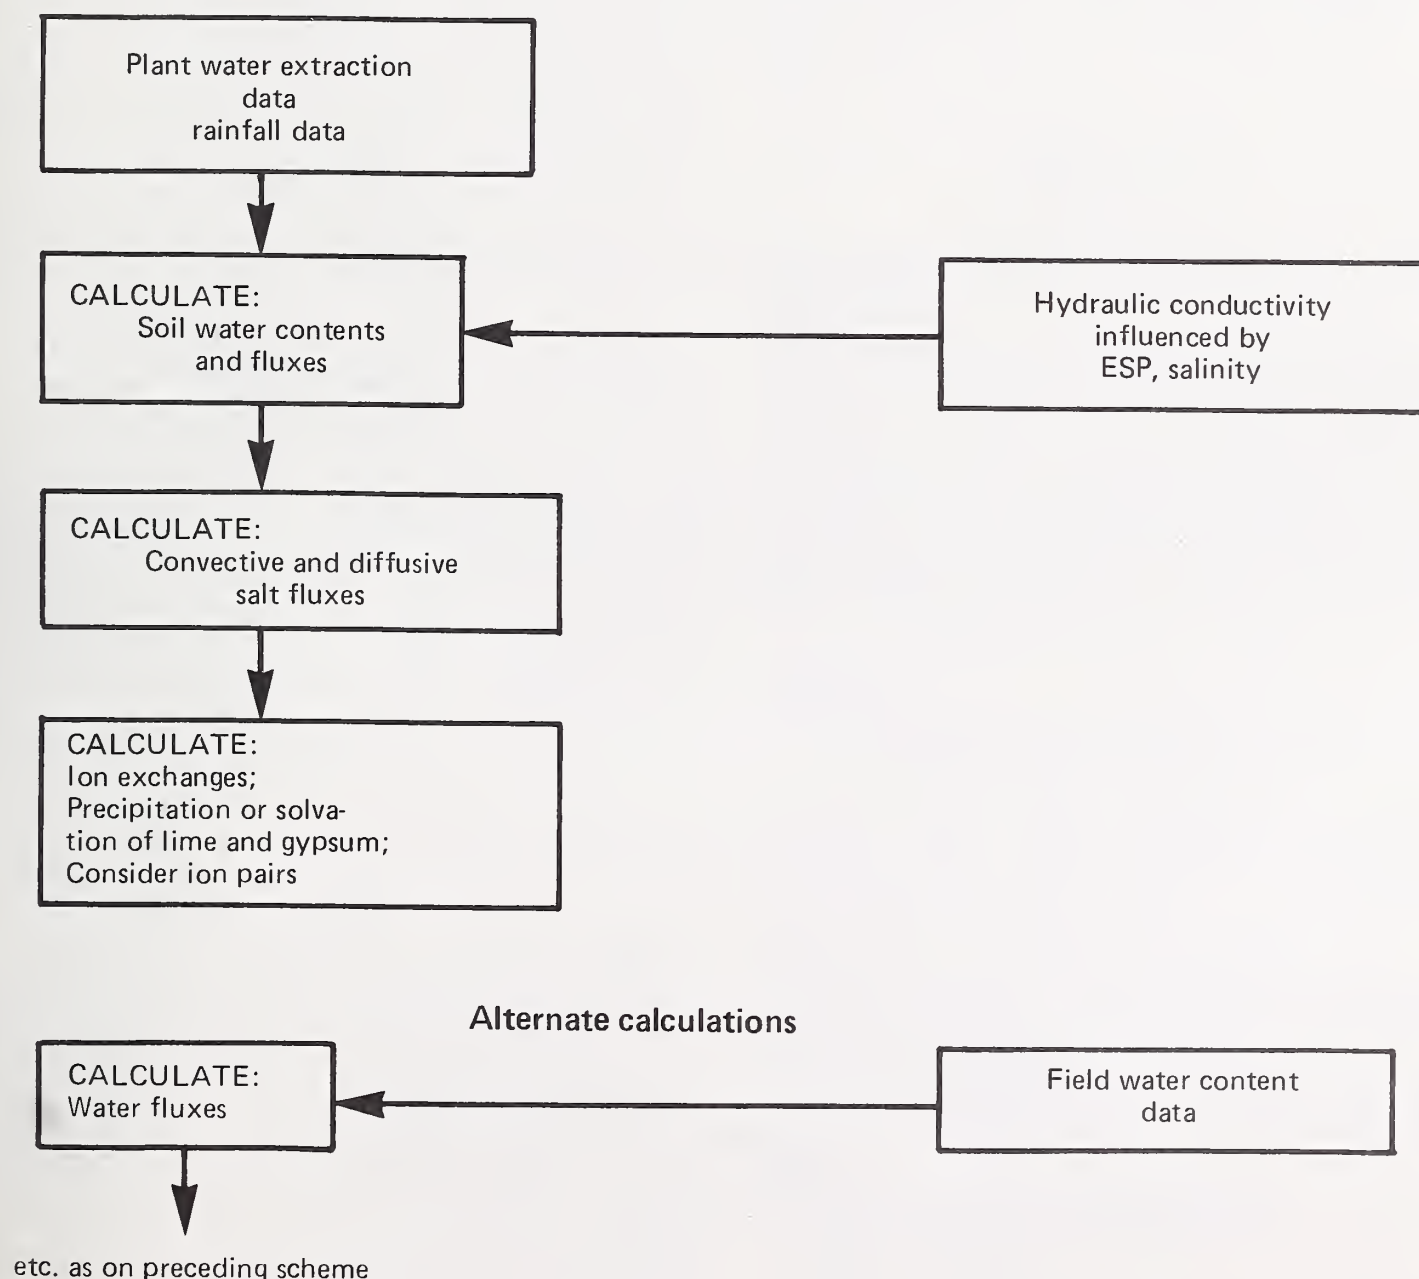 Plant water extraction
data
rainfall data
CALCULATE:
Soil water contents
and fluxes
Hydraulic conductivity
influenced by
ESP, salinity
CALCULATE:
Convective and diffusive
salt fluxes
CALCULATE:
Ion exchanges;
Precipitation or solva-
tion of lime and gypsum;
Consider ion pairs
Alternate calculations
CALCULATE:
Water fluxes
Field water content
data
etc. as on preceding scheme